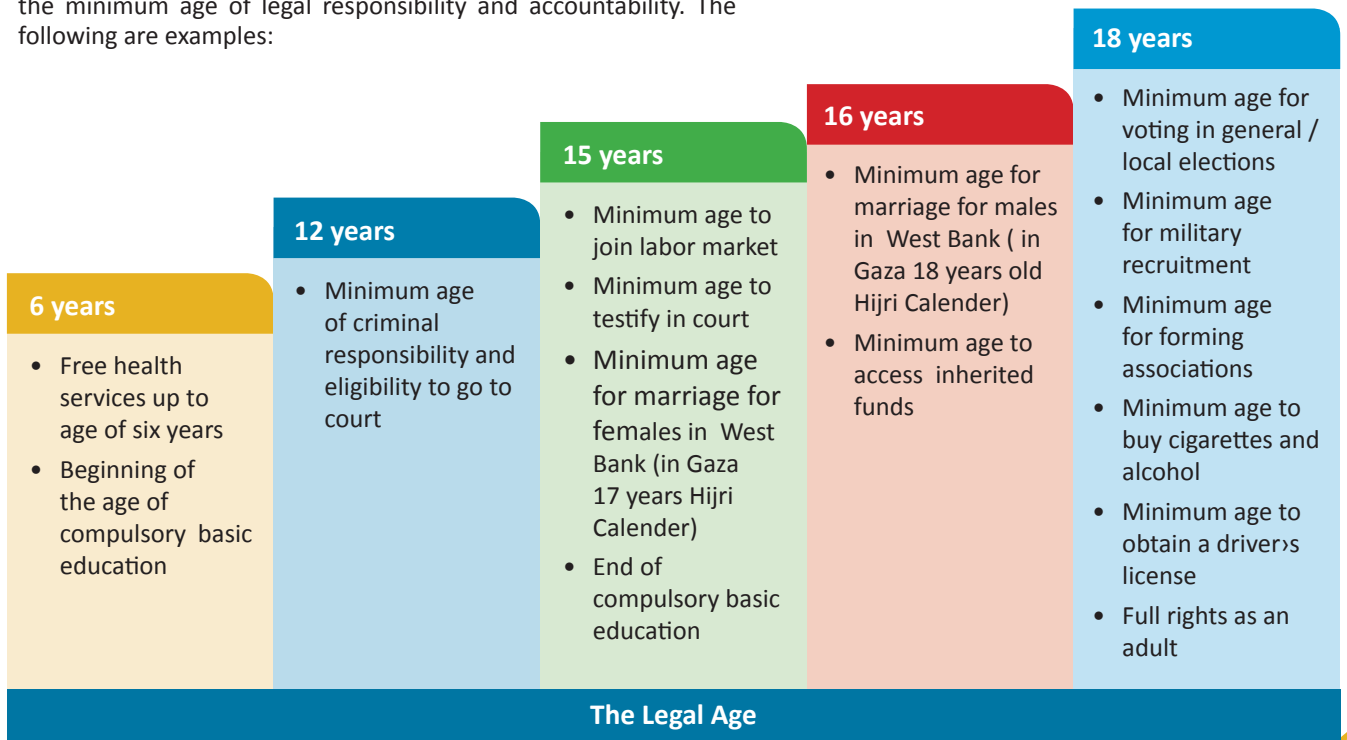 the minimum age of legal responsibility and accountability. The
following are examples:
6 years
• Free health
services up to
age of six years
• Beginning of
the age of
compulsory basic
education
12 years
• Minimum age
of criminal
responsibility and
eligibility to go to
court
15 years
• Minimum age to
join labor market
• Minimum age to
testify in court
• Minimum age
for marriage for
females in West
Bank (in Gaza
17 years Hijri
Calender)
• End of
compulsory basic
education
16 years
• Minimum age for
marriage for males
in West Bank ( in
Gaza 18 years old
Hijri Calender)
• Minimum age to
access inherited
funds
18 years
• Minimum age for
voting in general /
local elections
• Minimum age
for military
recruitment
• Minimum age
for forming
associations
• Minimum age to
buy cigarettes and
alcohol
• Minimum age to
obtain a driver›s
license
• Full rights as an
adult
The Legal Age